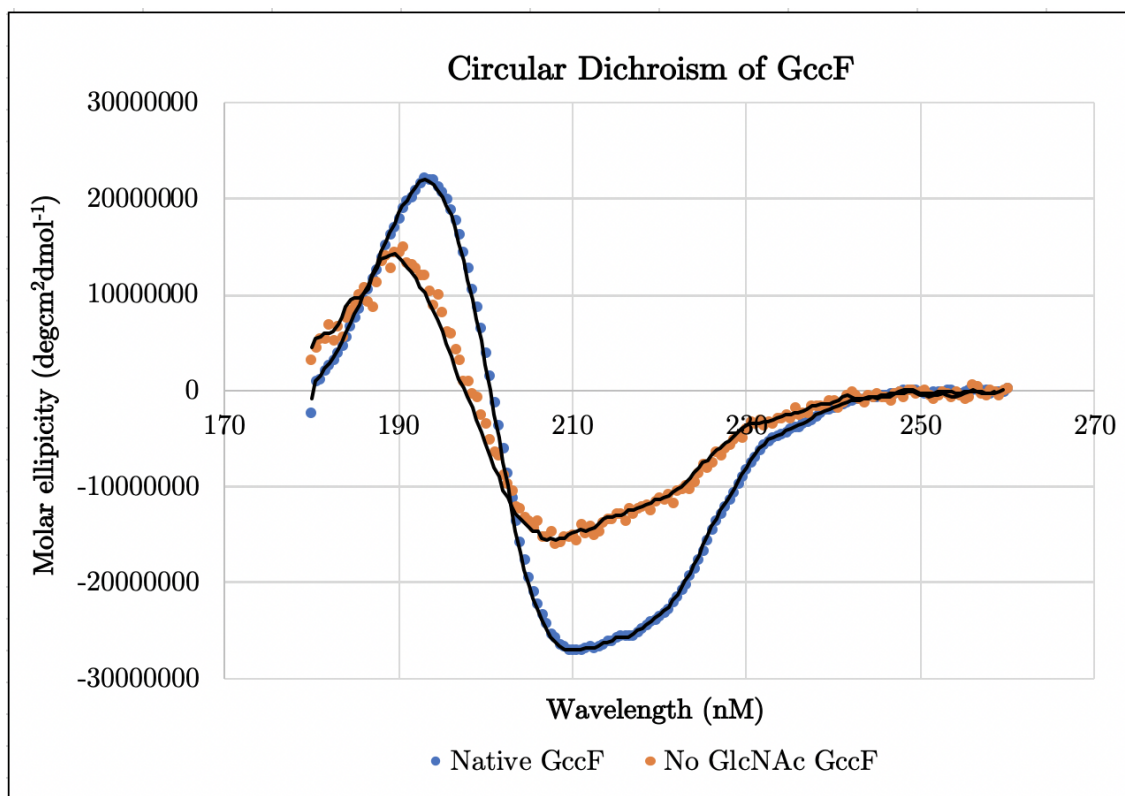 Circular Dichroism of GccF
30000000
20000000
10000000
0
-10000000
-20000000
-30000000
170 190 210 230 250 270
Molar ellipicity (degcm²dmol⁻¹)
Wavelength (nM)
Native GccF No GlcNAc GccF